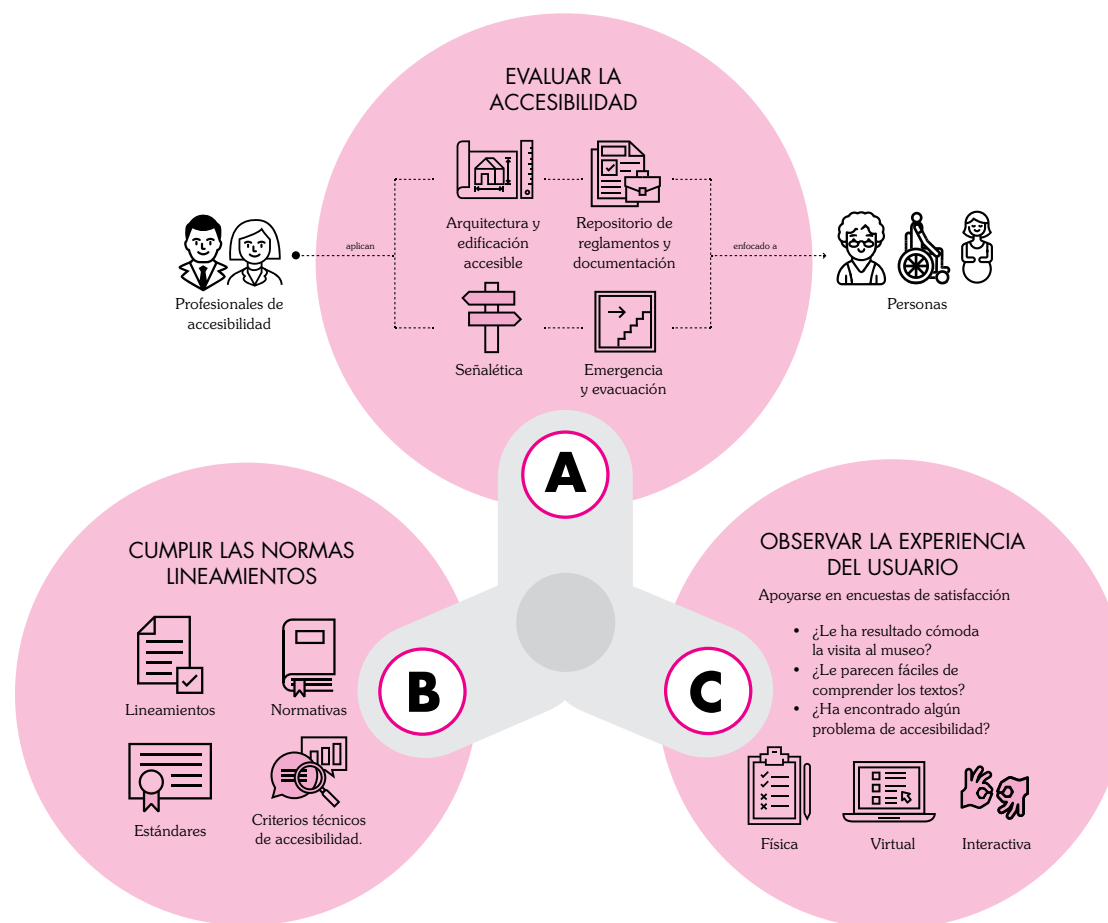 EVALUAR LA
ACCESIBILIDAD
Arquitectura y
edificación
accesible
Repositorio de
reglamentos y
documentación
aplican
enfocado a
Profesionales de
accesibilidad
Personas
Señalética
Emergencia
y evacuación
A
CUMPLIR LAS NORMAS
LINEAMIENTOS
Lineamientos
Normativas
Estándares
Criterios técnicos
de accesibilidad.
B
C
OBSERVAR LA EXPERIENCIA
DEL USUARIO
Apoyarse en encuestas de satisfacción
• ¿Le ha resultado cómoda
la visita al museo?
• ¿Le parecen fáciles de
comprender los textos?
• ¿Ha encontrado algún
problema de accesibilidad?
Física
Virtual
Interactiva